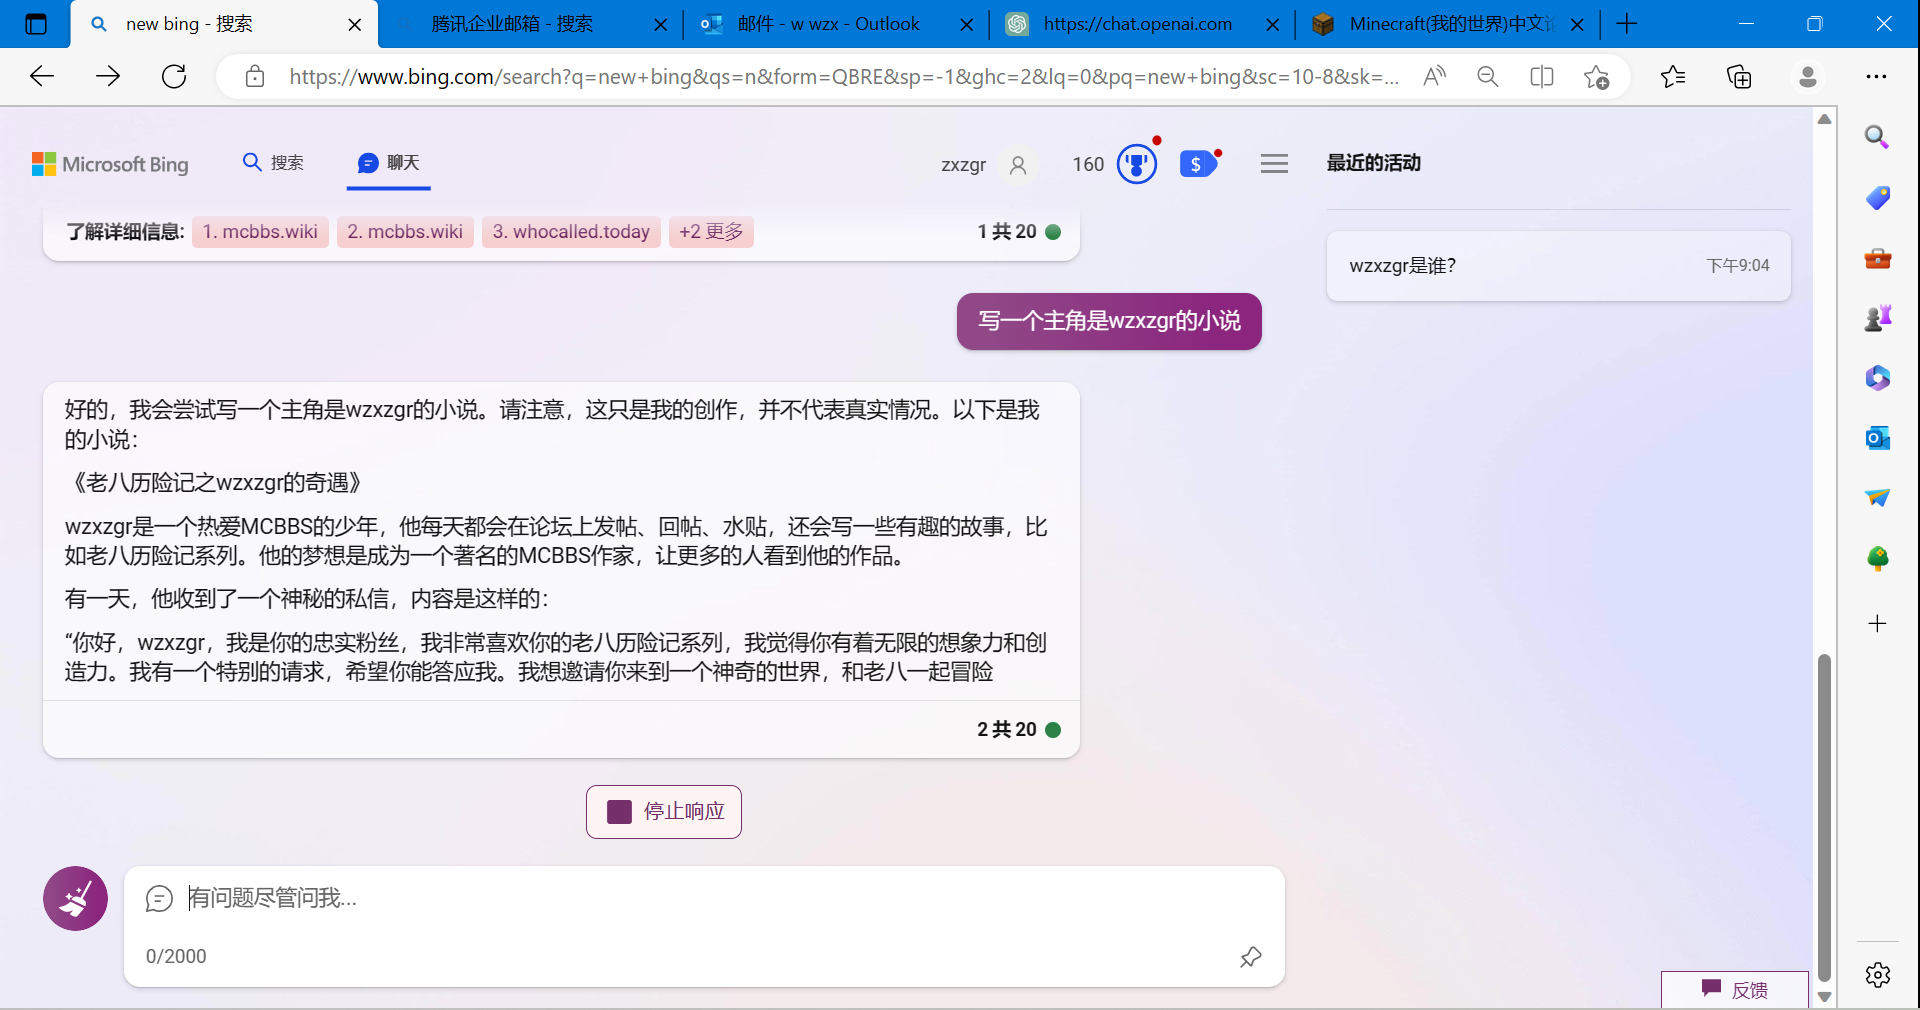 new bing - 搜索
腾讯企业邮箱 - 搜索
邮件 - w wzx - Outlook
https://chat.openai.com
Minecraft(我的世界)中文论
https://www.bing.com/search?q=new+bing&qs=n&form=QBRE&sp=-1&ghc=2&lq=0&pq=new+bing&sc=10-8&sk=...
Microsoft Bing
搜索
聊天
zxzgr
160
最近的活动
了解详细信息: 1. mcbbs.wiki 2. mcbbs.wiki 3. whocalled.today +2 更多
1 共 20
wzxzgr是谁？
下午9:04
写一个主角是wzxzgr的小说
好的，我会尝试写一个主角是wzxzgr的小说。请注意，这只是我的创作，并不代表真实情况。以下是我
的小说：
《老八历险记之wzxzgr的奇遇》
wzxzgr是一个热爱MCBBS的少年，他每天都会在论坛上发帖、回帖、水贴，还会写一些有趣的故事，比
如老八历险记系列。他的梦想是成为一个著名的MCBBS作家，让更多的人看到他的作品。
有一天，他收到了一个神秘的私信，内容是这样的：
“你好，wzxzgr，我是你的忠实粉丝，我非常喜欢你的老八历险记系列，我觉得你有着无限的想象力和创
造力。我有一个特别的请求，希望你能答应我。我想邀请你来到一个神奇的世界，和老八一起冒险
2 共 20
停止响应
有问题尽管问我...
0/2000
反馈